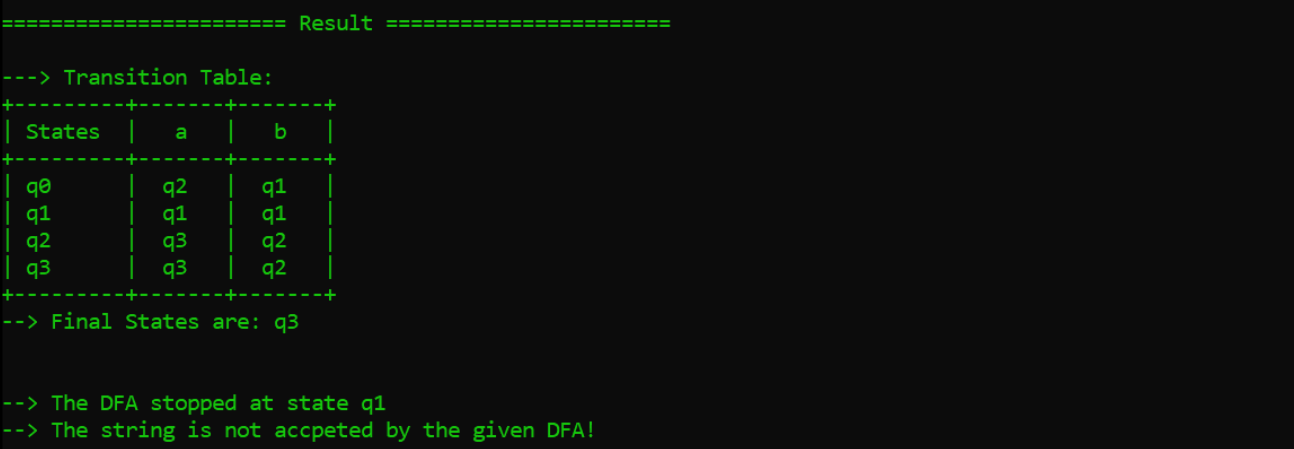 ======================= Result =======================
---> Transition Table:
+---------+-------+-------+
| States  |   a   |   b   |
+---------+-------+-------+
| q0      |  q2   |  q1   |
| q1      |  q1   |  q1   |
| q2      |  q3   |  q2   |
| q3      |  q3   |  q2   |
+---------+-------+-------+
--> Final States are: q3
--> The DFA stopped at state q1
--> The string is not accpeted by the given DFA!